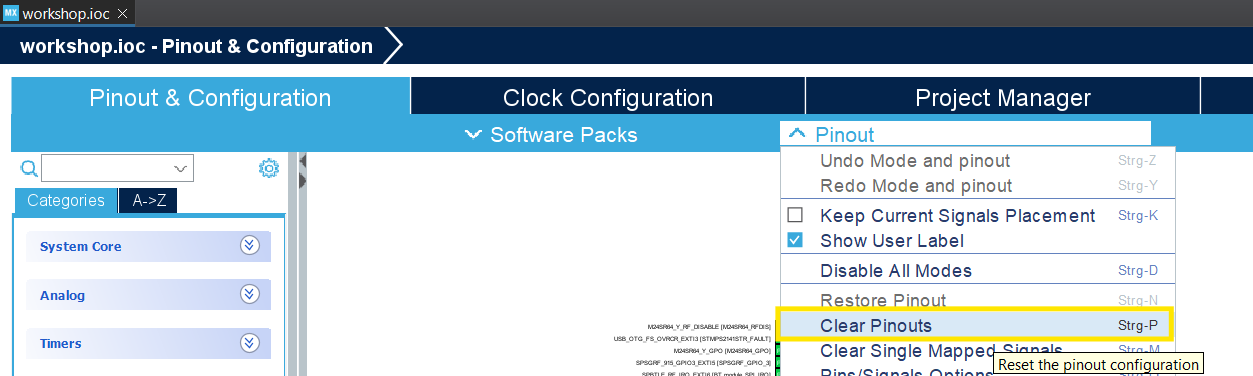 MX workshop.ioc
workshop.ioc - Pinout & Configuration
Pinout & Configuration
Clock Configuration
Project Manager
Software Packs
Pinout
Undo Mode and pinout Strg-Z
Redo Mode and pinout Strg-Y
Keep Current Signals Placement Strg-K
Show User Label
Disable All Modes Strg-D
Restore Pinout Strg-N
Clear Pinouts Strg-P
Clear Single Mapped Signals Strg-M
Pins/Signals Options
Reset the pinout configuration
Categories
A->Z
System Core
Analog
Timers
M24SR64_Y_RF_DISABLE [M24SR64_RFDIS]
USB_OTG_FS_OVRCR_EXTI3 [STMPS2141STR_FAULT]
M24SR64_Y_GPO [M24SR64_GPO]
SPSGRF_915_GPIO3_EXTI5 [SPSGRF_GPIO_3]